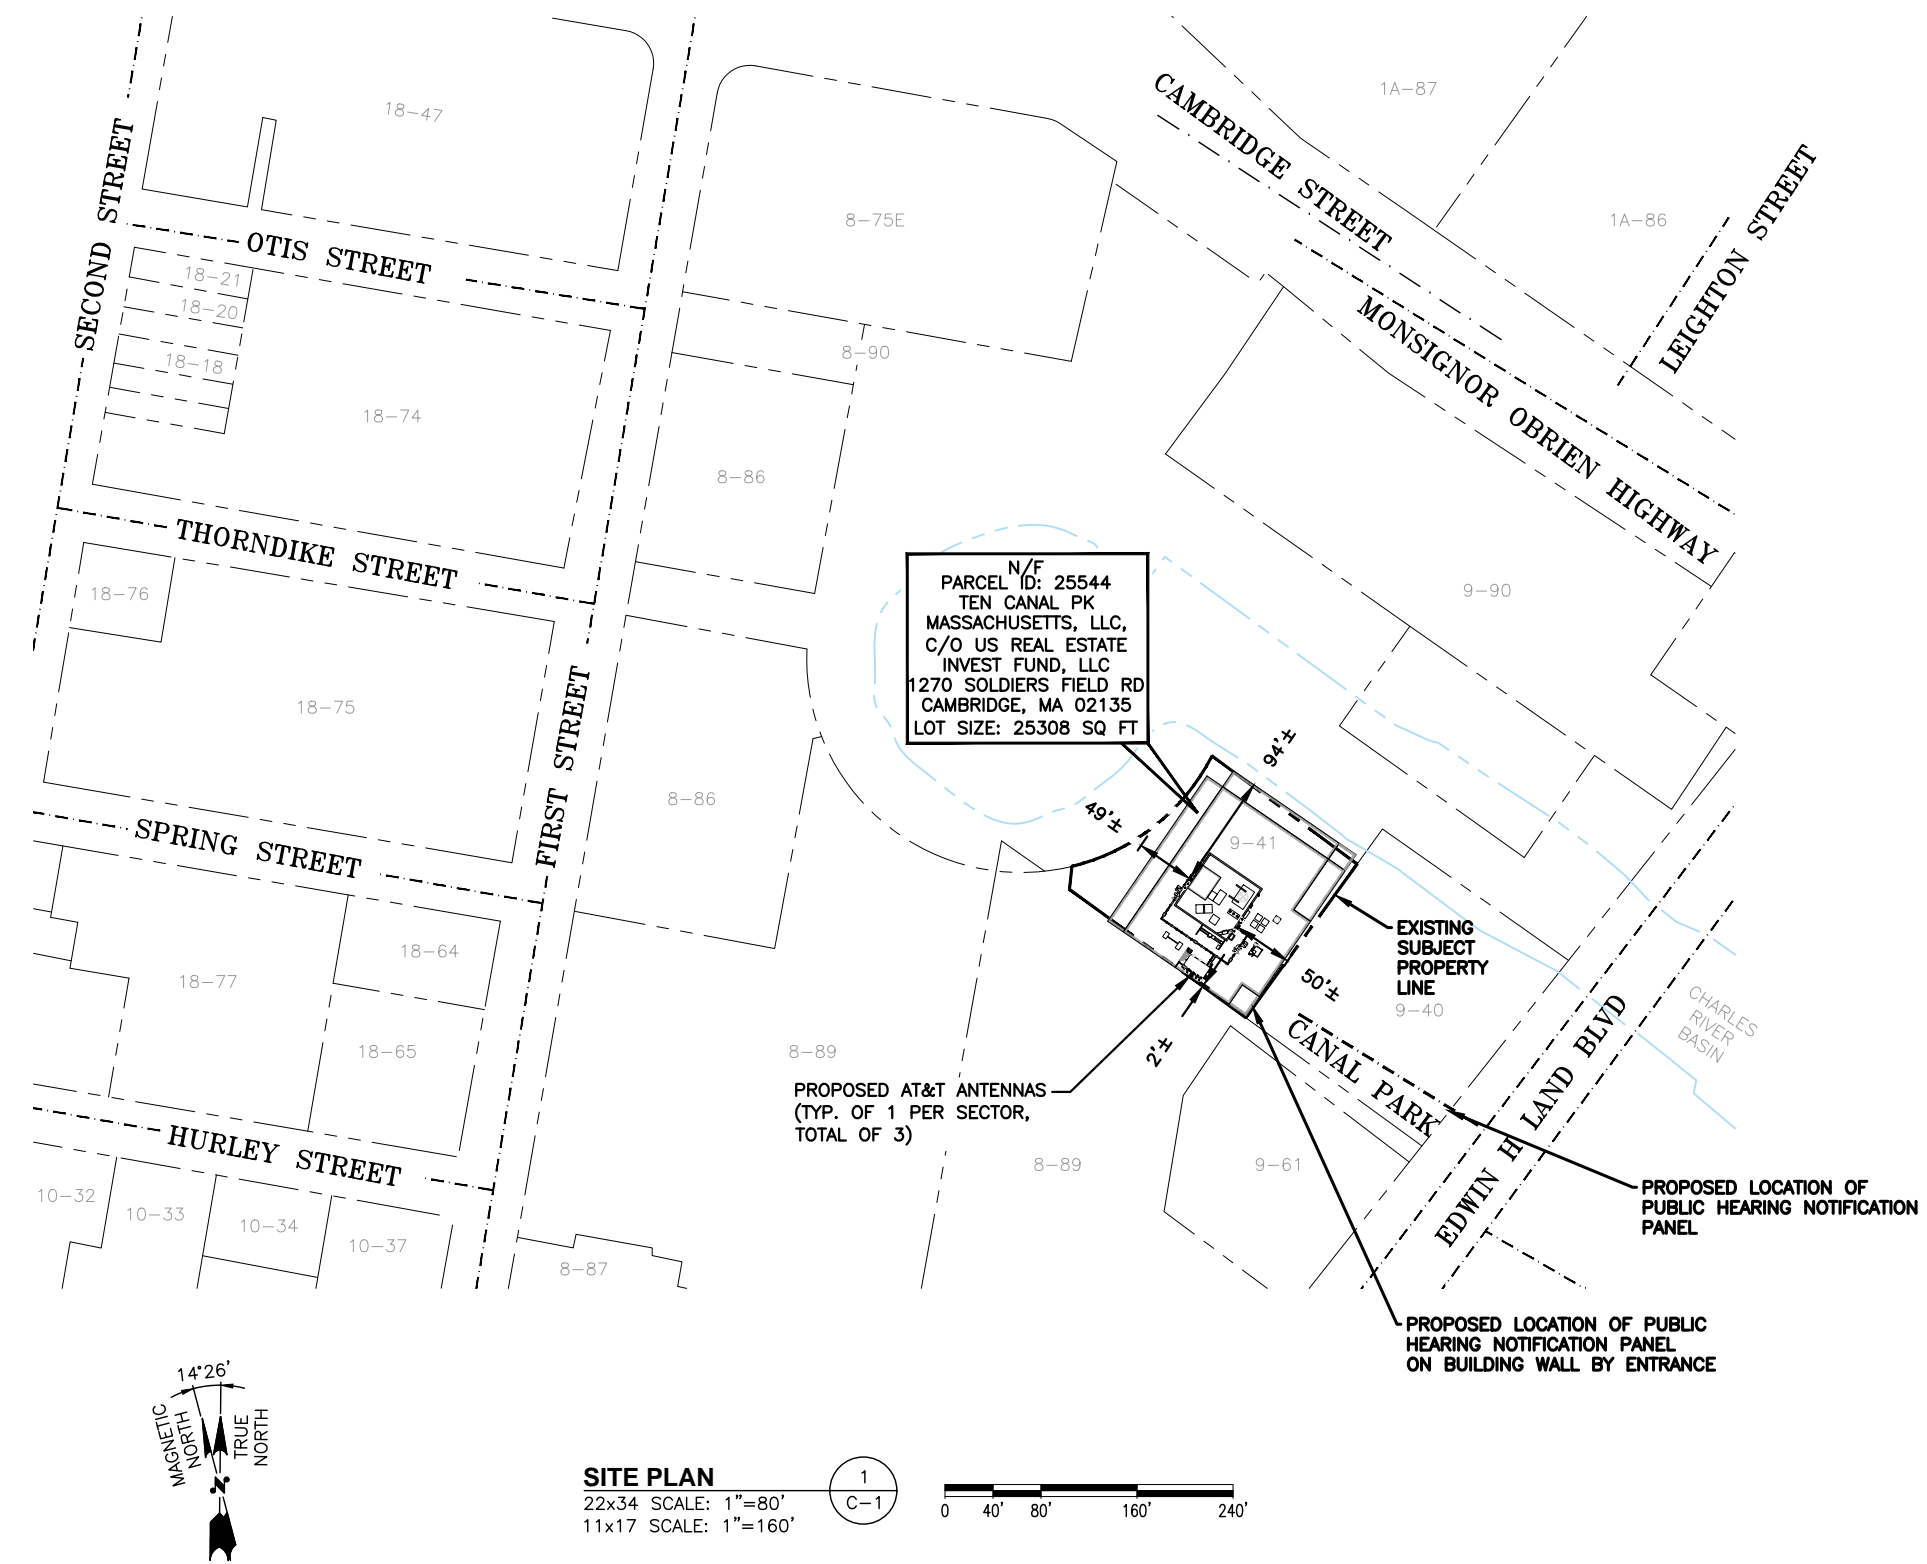 18-47
1A-87
CAMBRIDGE STREET
SECOND STREET
8-75E
1A-86
LEIGHTON STREET
OTIS STREET
18-21
18-20
MONSIGNOR OBRIEN HIGHWAY
18-18
8-90
18-74
8-86
THORNDIKE STREET
18-76
9-90
N/F
PARCEL ID: 25544
TEN CANAL PK
MASSACHUSETTS, LLC,
C/O US REAL ESTATE
INVEST FUND, LLC
1270 SOLDIERS FIELD RD
CAMBRIDGE, MA 02135
LOT SIZE: 25308 SQ FT
18-75
FIRST STREET
94'±
8-86
49'±
SPRING STREET
9-41
EXISTING
SUBJECT
PROPERTY
LINE
18-64
18-77
50'±
9-40
CHARLES
RIVER
BASIN
18-65
8-89
2'±
CANAL PARK
EDWIN H LAND BLVD
PROPOSED AT&T ANTENNAS
(TYP. OF 1 PER SECTOR,
TOTAL OF 3)
HURLEY STREET
8-89
9-61
10-32
10-33
10-34
10-37
8-87
PROPOSED LOCATION OF
PUBLIC HEARING NOTIFICATION
PANEL
PROPOSED LOCATION OF PUBLIC
HEARING NOTIFICATION PANEL
ON BUILDING WALL BY ENTRANCE
14°26'
MAGNETIC
NORTH
TRUE
NORTH
N
SITE PLAN
22x34 SCALE: 1"=80'
11x17 SCALE: 1"=160'
1
C-1
0 40' 80' 160' 240'